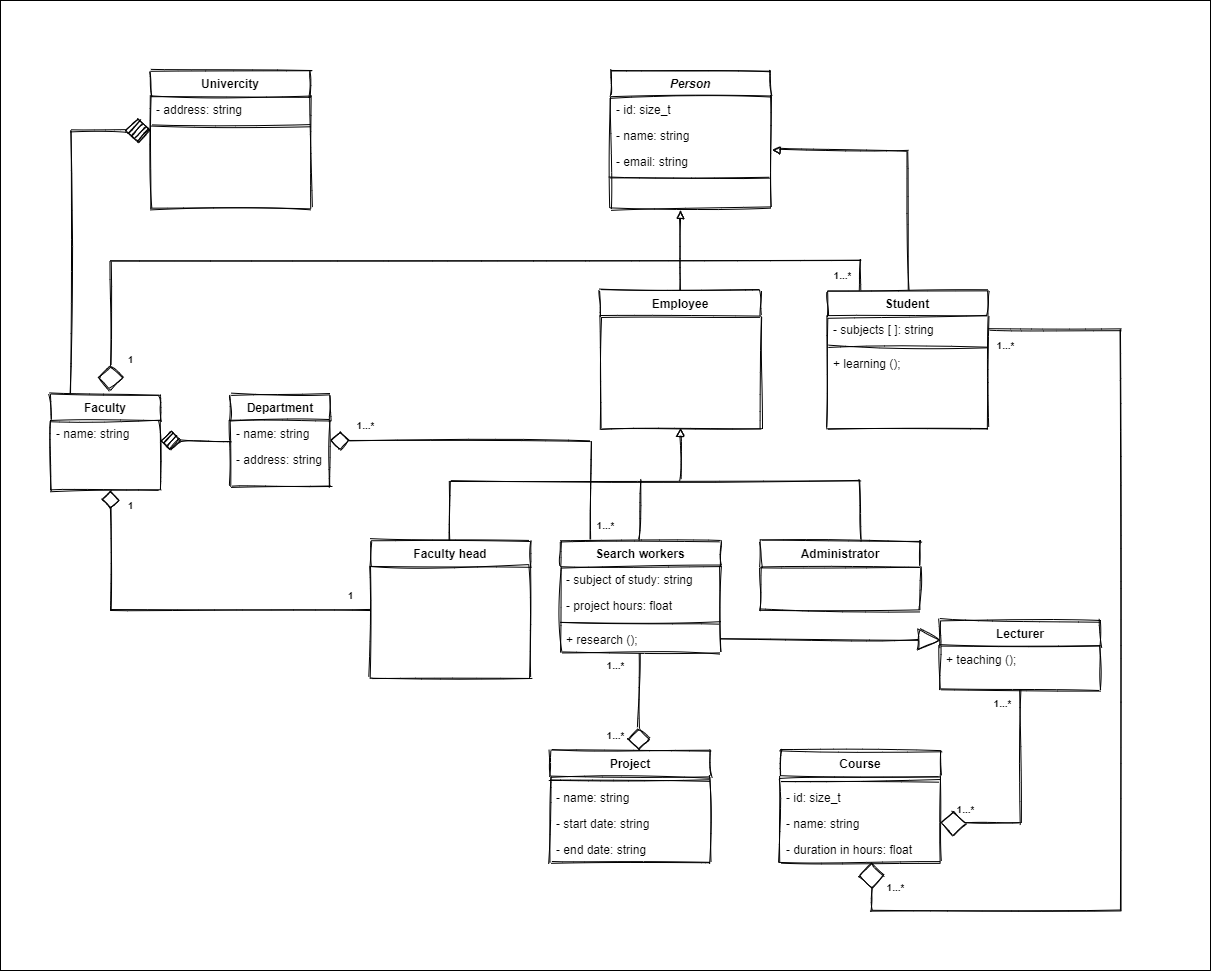 Univercity
- address: string
Person
- id: size_t
- name: string
- email: string
1...*
Employee
Student
- subjects [ ]: string
+ learning ();
1...*
1
Faculty
- name: string
Department
- name: string
- address: string
1...*
1
1...*
Faculty head
1
Search workers
- subject of study: string
- project hours: float
+ research ();
Administrator
Lecturer
+ teaching ();
1...*
1...*
1...*
Project
- name: string
- start date: string
- end date: string
Course
- id: size_t
- name: string
- duration in hours: float
1...*
1...*